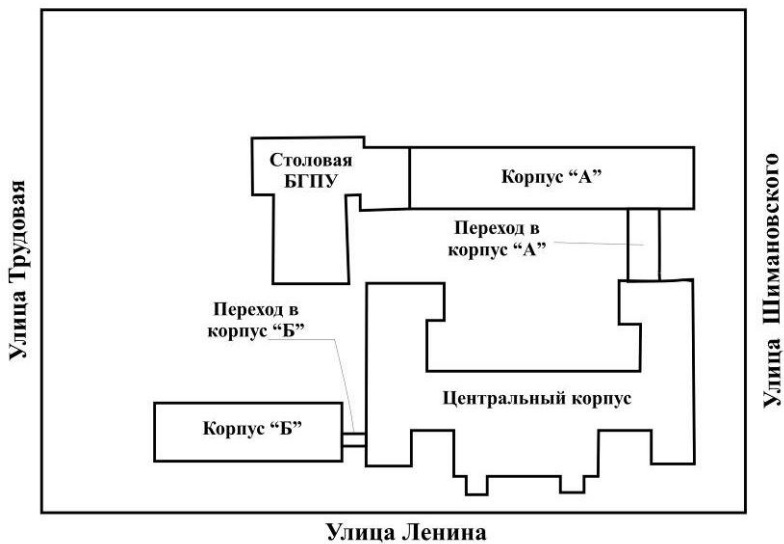 Столовая
БГПУ
Корпус “А”
Переход в
корпус “А”
Улица Трудовая
Улица Шимановского
Переход в
корпус “Б”
Центральный корпус
Корпус “Б”
Улица Ленина